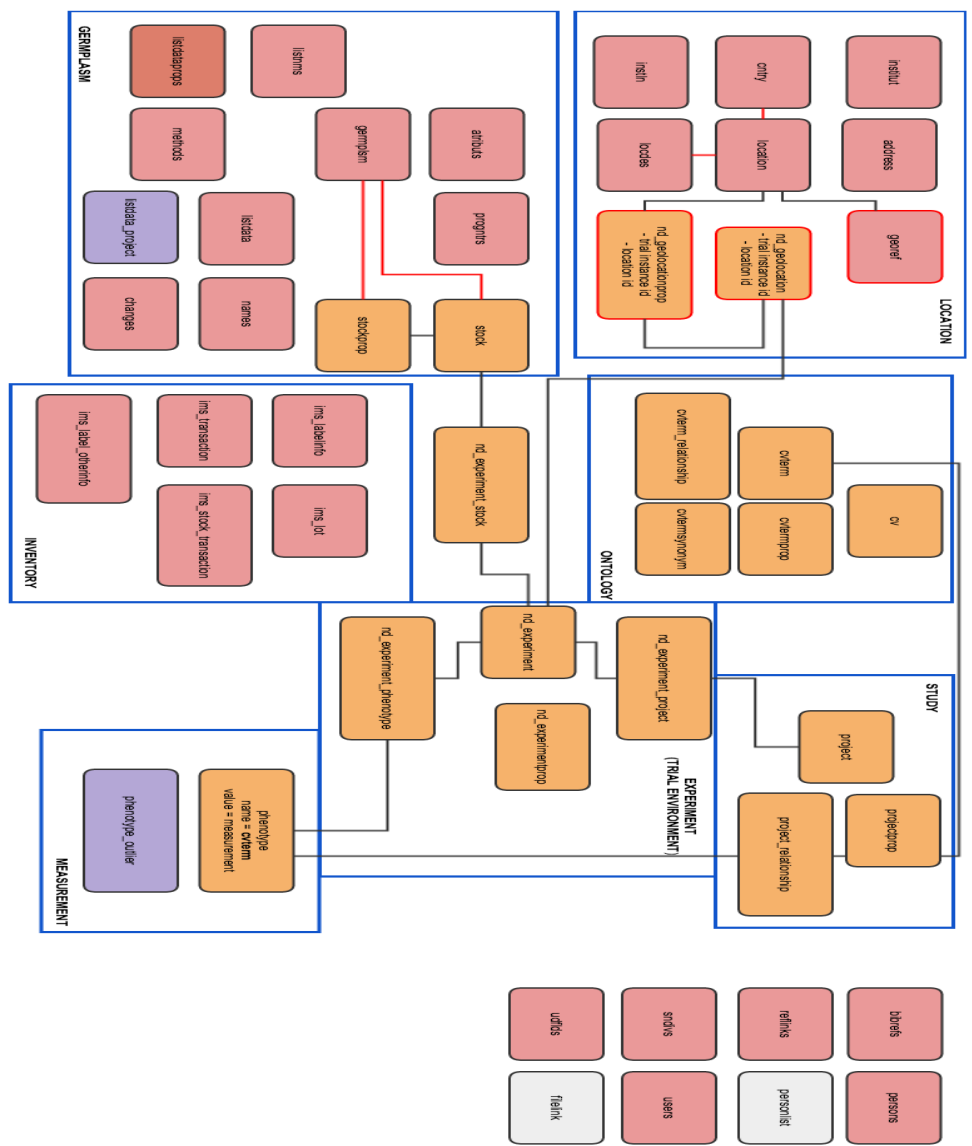 LOCATION
institut
address
georef
cntry
location
nd_geolocation
- trial instance id
- location id
instln
locdes
nd_geolocationprop
- trial instance id
- location id
cv
cvterm
cvtermprop
cvterm_relationship
cvtermsynonym
ONTOLOGY
STUDY
projectprop
project
project_relationship
EXPERIMENT
(TRIAL ENVIRONMENT)
nd_experiment_project
nd_experiment
nd_experimentprop
nd_experiment_phenotype
nd_experiment_stock
atributs
progntrs
stock
listnms
germplsm
stockprop
listdata
names
listdataprops
methods
listdata_project
changes
GERMPLASM
ims_labelinfo
ims_lot
ims_transaction
ims_stock_transaction
ims_label_otherinfo
INVENTORY
phenotype
name = cvterm
value = measurement
phenotype_outlier
MEASUREMENT
bibrefs
persons
reflinks
personlist
sndivs
users
udflds
filelink